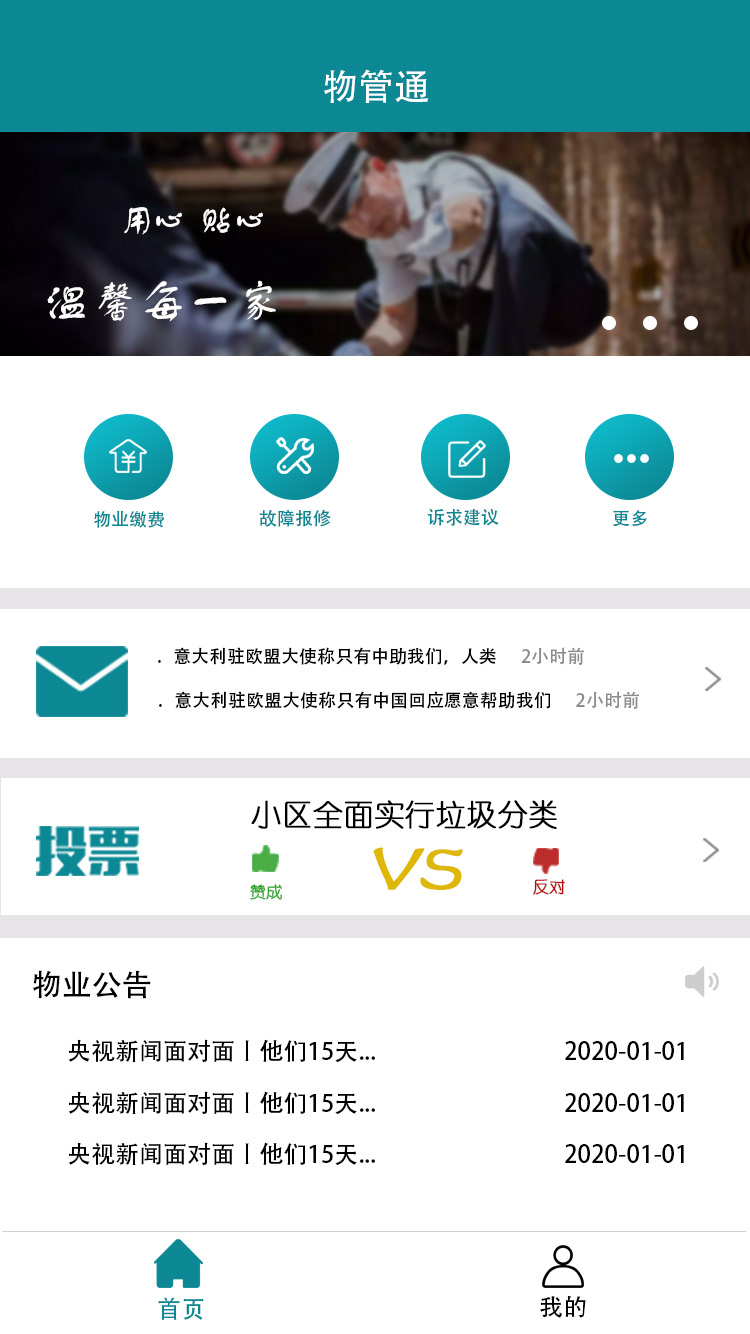 物管通
用心 贴心
温馨每一家
物业缴费 故障报修 诉求建议 更多
. 意大利驻欧盟大使称只有中助我们，人类 2小时前
. 意大利驻欧盟大使称只有中国回应愿意帮助我们 2小时前
投票
小区全面实行垃圾分类
赞成 VS 反对
物业公告
央视新闻面对面丨他们15天... 2020-01-01
央视新闻面对面丨他们15天... 2020-01-01
央视新闻面对面丨他们15天... 2020-01-01
首页 我的